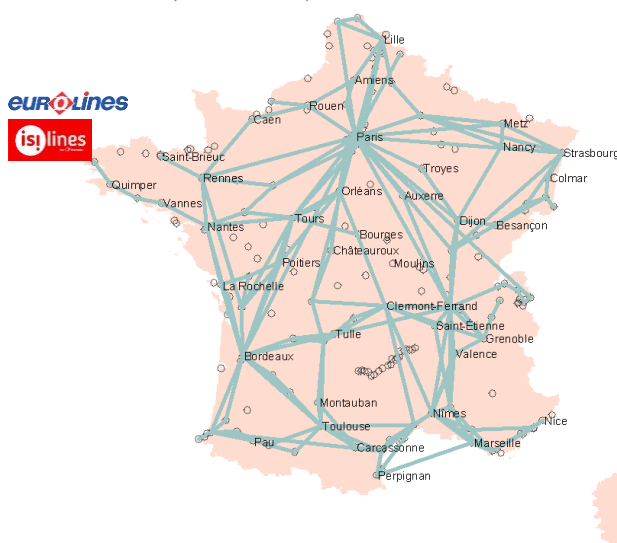 Lille
Amiens
eurolines
Rouen
isilines
Caen
Metz
Paris
Nancy
Strasbourg
Saint-Brieuc
Troyes
Colmar
Rennes
Quimper
Orléans
Auxerre
Vannes
Tours
Dijon
Nantes
Besançon
Bourges
Châteauroux
Poitiers
Moulins
La Rochelle
Clermont-Ferrand
Saint-Étienne
Tulle
Grenoble
Bordeaux
Valence
Montauban
Nîmes
Nice
Toulouse
Pau
Marseille
Carcassonne
Perpignan